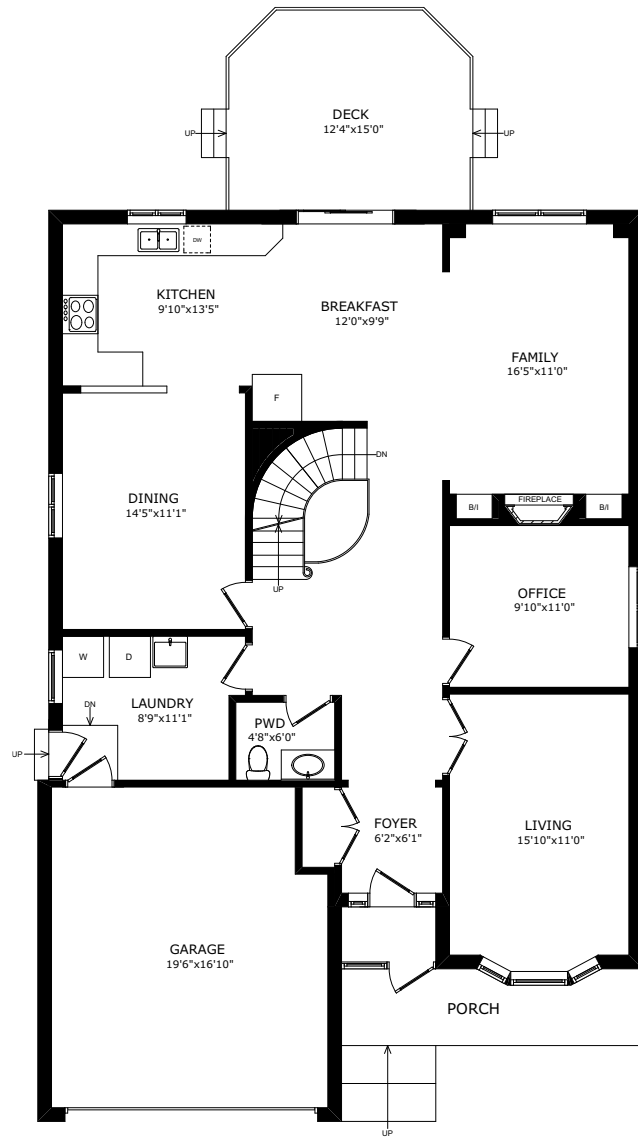 DECK
12'4"x15'0"
UP
UP
DW
KITCHEN
9'10"x13'5"
BREAKFAST
12'0"x9'9"
FAMILY
16'5"x11'0"
F
DN
DINING
14'5"x11'1"
B/I
FIREPLACE
B/I
UP
OFFICE
9'10"x11'0"
W
D
LAUNDRY
8'9"x11'1"
DN
PWD
4'8"x6'0"
UP
FOYER
6'2"x6'1"
LIVING
15'10"x11'0"
GARAGE
19'6"x16'10"
PORCH
UP